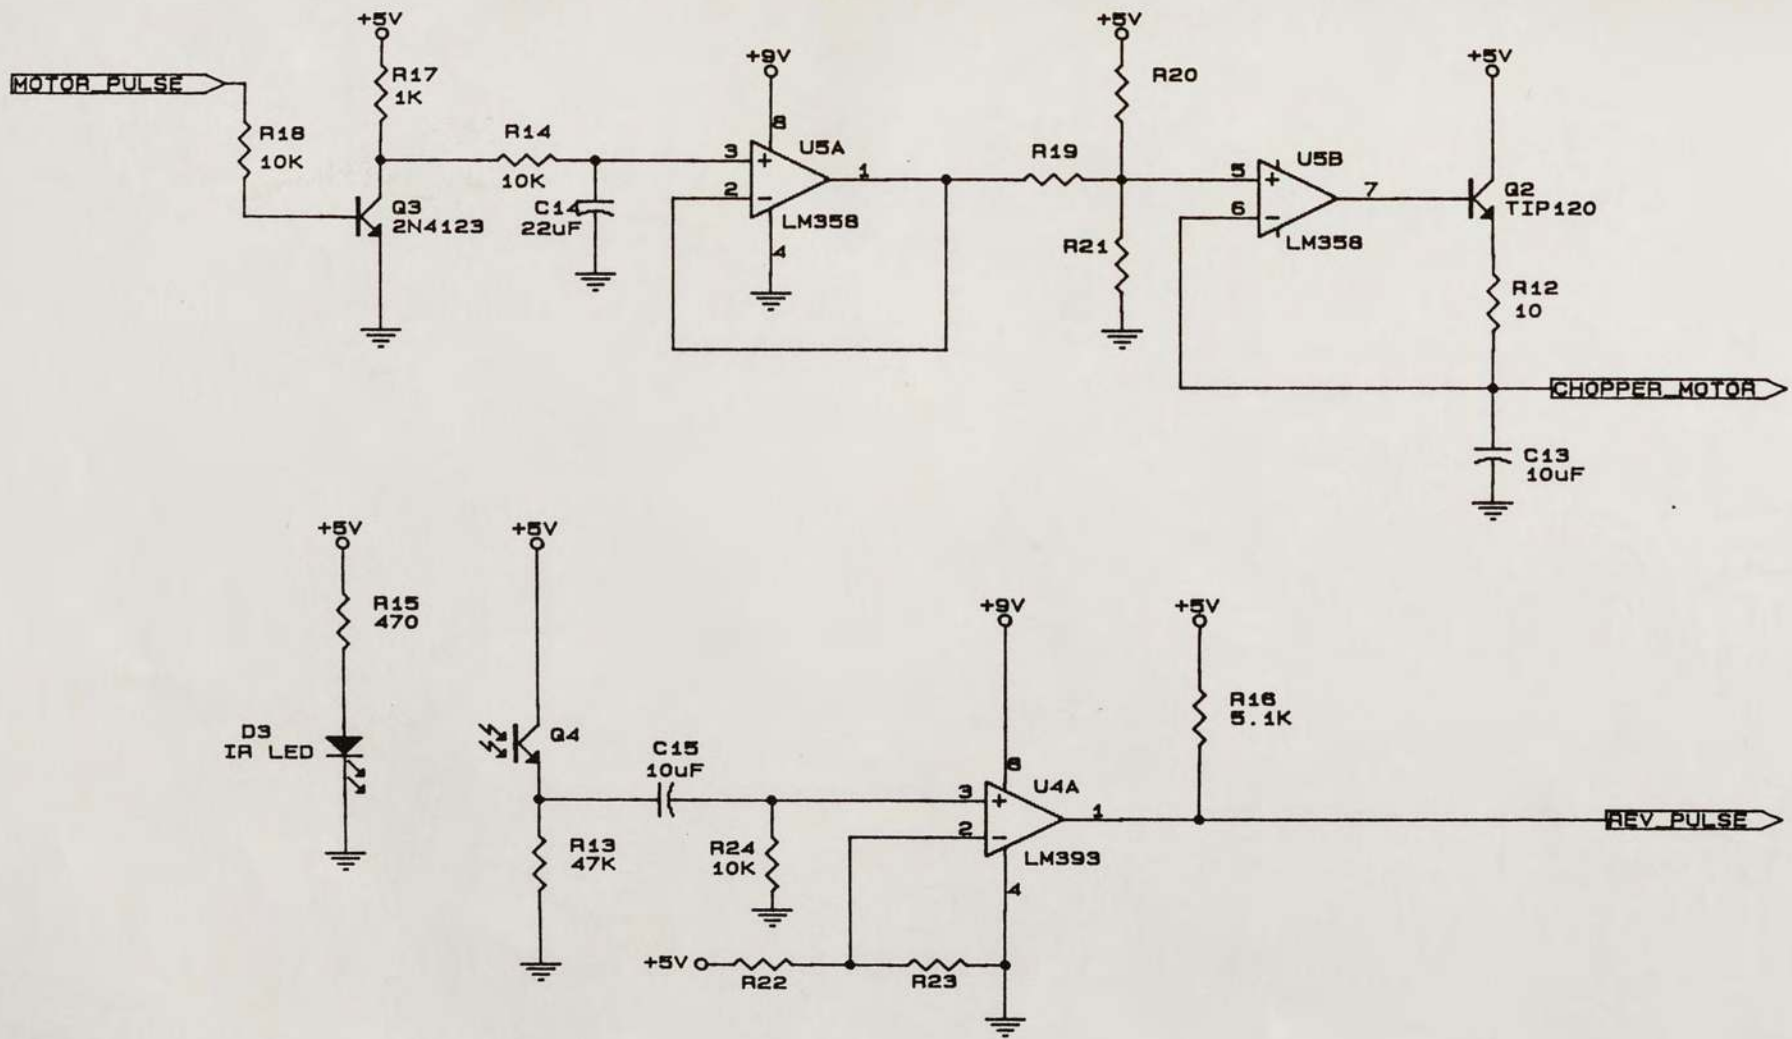 MOTOR_PULSE
R18
10K
+5V
R17
1K
Q3
2N4123
R14
10K
C14
22uF
+9V
8
3
2
+
-
U5A
1
LM358
4
R19
+5V
R20
R21
5
6
+
-
U5B
7
LM358
+5V
Q2
TIP120
R12
10
CHOPPER_MOTOR
C13
10uF
+5V
R15
470
D3
IR LED
+5V
Q4
R13
47K
C15
10uF
R24
10K
+9V
8
3
2
+
-
U4A
1
LM393
4
+5V
R22
R23
+5V
R16
5.1K
REV_PULSE